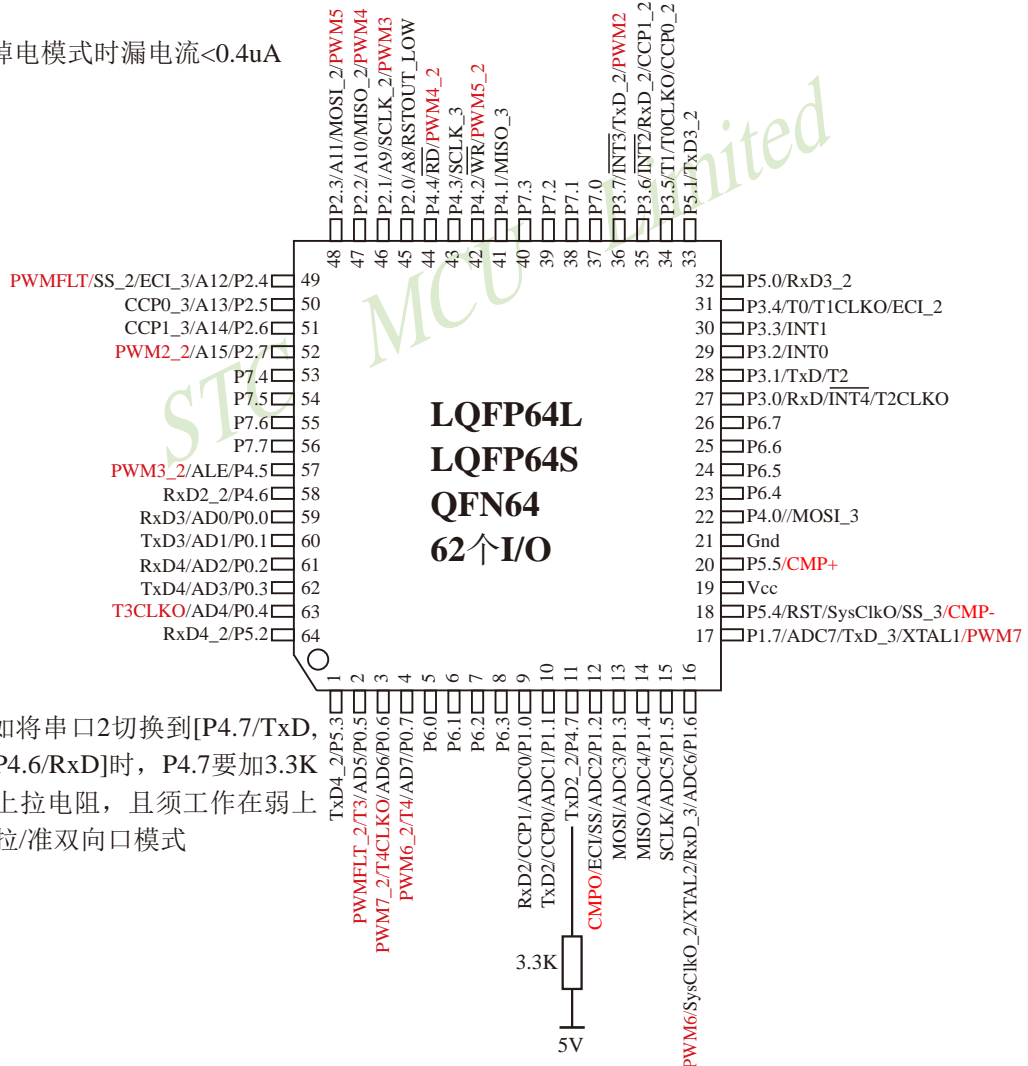 掉电模式时漏电流<0.4uA
P2.3/A11/MOSI_2/PWM5
P2.2/A10/MISO_2/PWM4
P2.1/A9/SCLK_2/PWM3
P2.0/A8/RSTOUT_LOW
P4.4/RD/PWM4_2
P4.3/SCLK_3
P4.2/WR/PWM5_2
P4.1/MISO_3
P7.3
P7.2
P7.1
P7.0
P3.7/INT3/TxD_2/PWM2
P3.6/INT2/RxD_2/CCP1_2
P3.5/T1/T0CLKO/CCP0_2
P5.1/TxD3_2
48 47 46 45 44 43 42 41 40 39 38 37 36 35 34 33
PWMFLT/SS_2/ECI_3/A12/P2.4 49
CCP0_3/A13/P2.5 50
CCP1_3/A14/P2.6 51
PWM2_2/A15/P2.7 52
P7.4 53
P7.5 54
P7.6 55
P7.7 56
PWM3_2/ALE/P4.5 57
RxD2_2/P4.6 58
RxD3/AD0/P0.0 59
TxD3/AD1/P0.1 60
RxD4/AD2/P0.2 61
TxD4/AD3/P0.3 62
T3CLKO/AD4/P0.4 63
RxD4_2/P5.2 64
STC MCU Limited
LQFP64L
LQFP64S
QFN64
62个I/O
32 P5.0/RxD3_2
31 P3.4/T0/T1CLKO/ECI_2
30 P3.3/INT1
29 P3.2/INT0
28 P3.1/TxD/T2
27 P3.0/RxD/INT4/T2CLKO
26 P6.7
25 P6.6
24 P6.5
23 P6.4
22 P4.0//MOSI_3
21 Gnd
20 P5.5/CMP+
19 Vcc
18 P5.4/RST/SysClkO/SS_3/CMP-
17 P1.7/ADC7/TxD_3/XTAL1/PWM7
1 2 3 4 5 6 7 8 9 10 11 12 13 14 15 16
TxD4_2/P5.3
PWMFLT_2/T3/AD5/P0.5
PWM7_2/T4CLKO/AD6/P0.6
PWM6_2/T4/AD7/P0.7
P6.0
P6.1
P6.2
P6.3
RxD2/CCP1/ADC0/P1.0
TxD2/CCP0/ADC1/P1.1
TxD2_2/P4.7
CMPO/ECI/SS/ADC2/P1.2
MOSI/ADC3/P1.3
MISO/ADC4/P1.4
SCLK/ADC5/P1.5
PWM6/SysClkO_2/XTAL2/RxD_3/ADC6/P1.6
如将串口2切换到[P4.7/TxD,
P4.6/RxD]时，P4.7要加3.3K
上拉电阻，且须工作在弱上
拉/准双向口模式
3.3K
5V